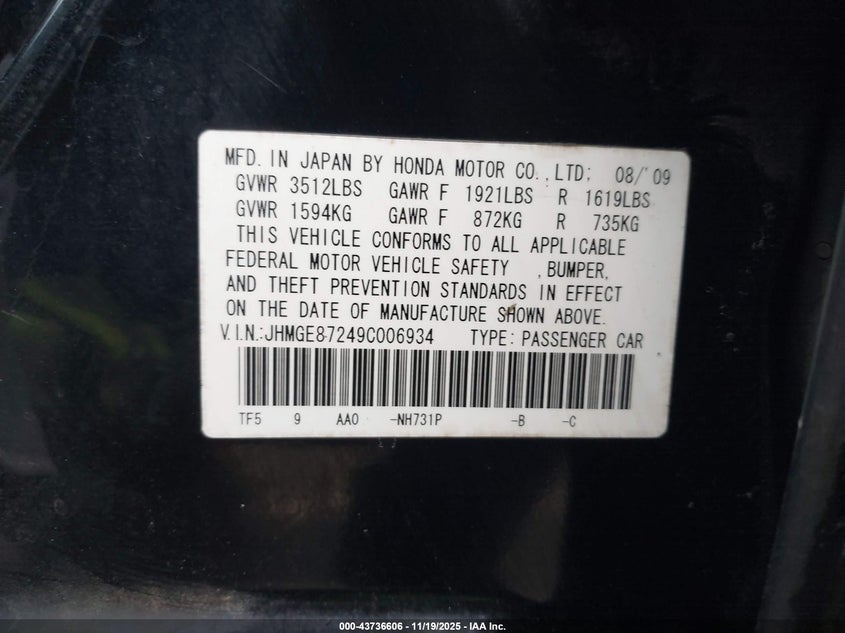 MFD. IN JAPAN BY HONDA MOTOR CO., LTD: 08/'09
GVWR 3512LBS GAWR F 1921LBS R 1619LBS
GVWR 1594KG GAWR F 872KG R 735KG
THIS VEHICLE CONFORMS TO ALL APPLICABLE
FEDERAL MOTOR VEHICLE SAFETY , BUMPER,
AND THEFT PREVENTION STANDARDS IN EFFECT
ON THE DATE OF MANUFACTURE SHOWN ABOVE.
V.I.N.:JHMGE87249C006934 TYPE: PASSENGER CAR
TF5 9 AA0 -NH731P -B -C
000-43736606 - 11/19/2025 - IAA Inc.